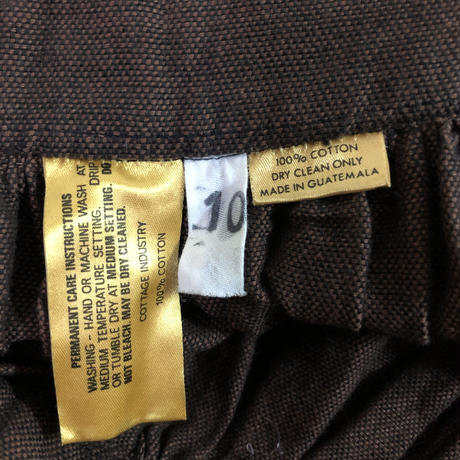 PERMANENT CARE INSTRUCTIONS
WASHING - HAND OR MACHINE WASH AT
MEDIUM TEMPERATURE SETTING. DRIP
OR TUMBLE DRY AT MEDIUM SETTING. DO
NOT BLEACH. MAY BE DRY CLEANED.
COTTAGE INDUSTRY
100% COTTON
10
100% COTTON
DRY CLEAN ONLY
MADE IN GUATEMALA